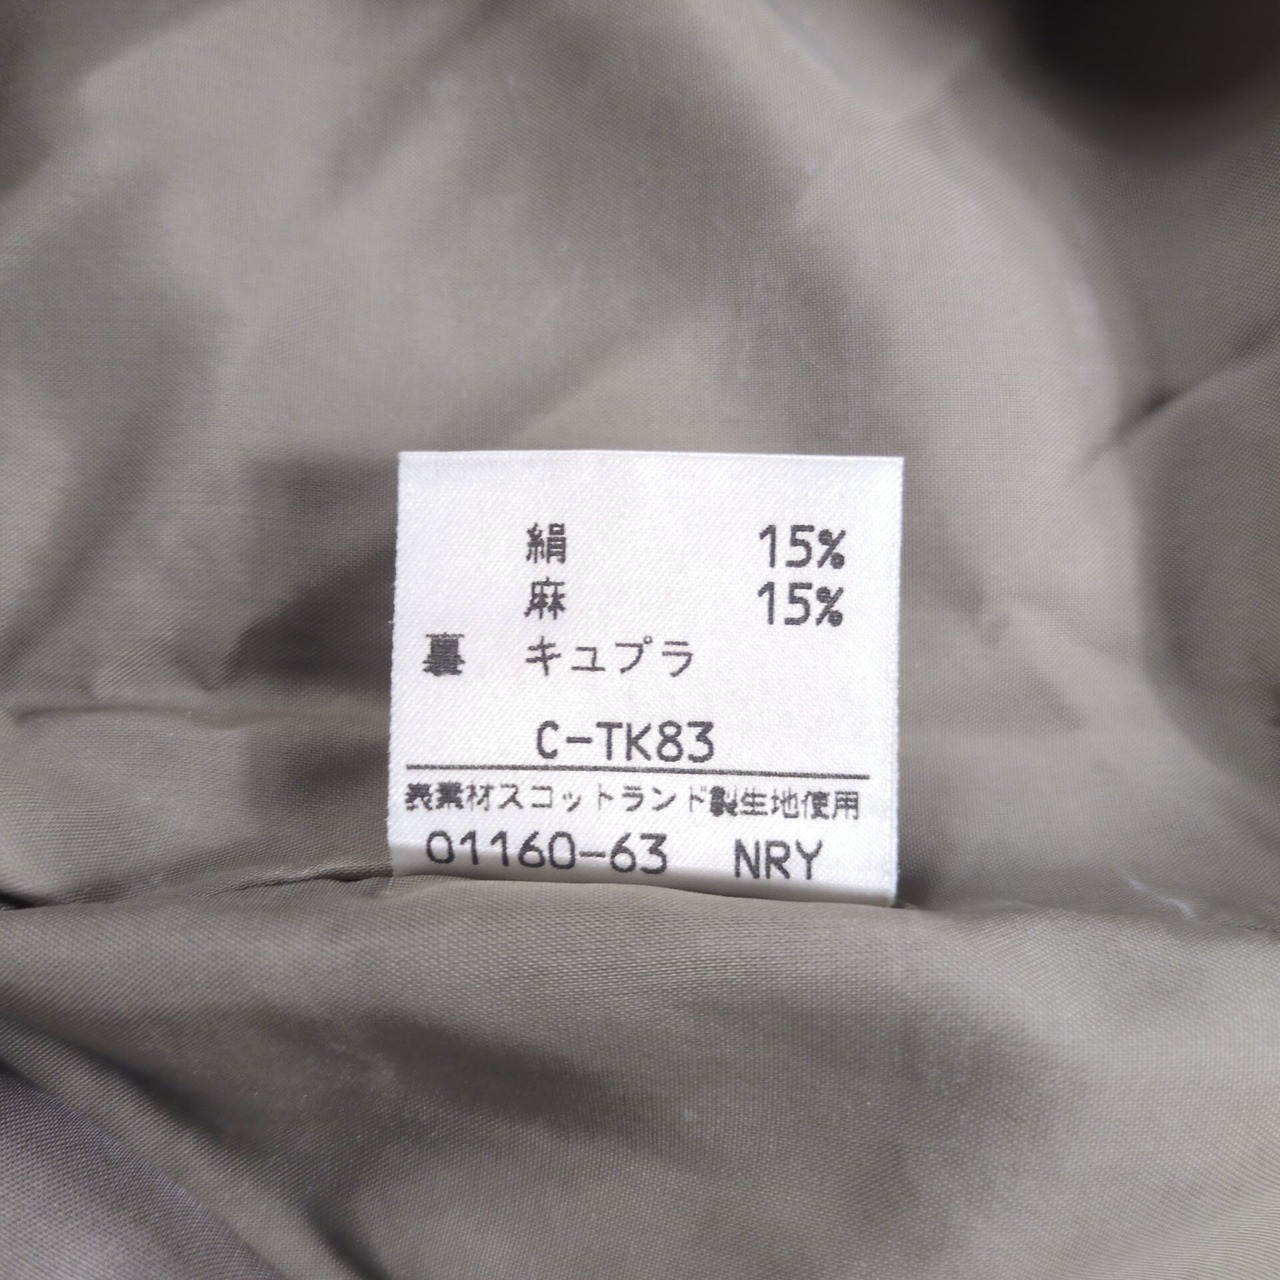 絹 15%
麻 15%
裏 キュプラ
C-TK83
表素材スコットランド製生地使用
01160-63 NRY